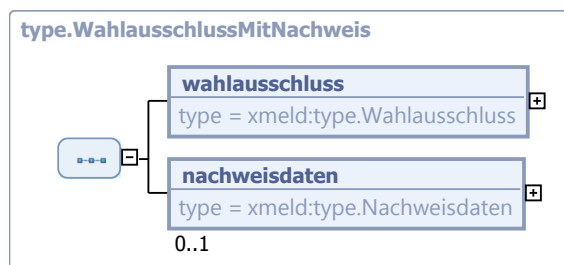 type.WahlausschlussMitNachweis
wahlausschluss
type = xmeld:type.Wahlausschluss
nachweisdaten
type = xmeld:type.Nachweisdaten
0..1